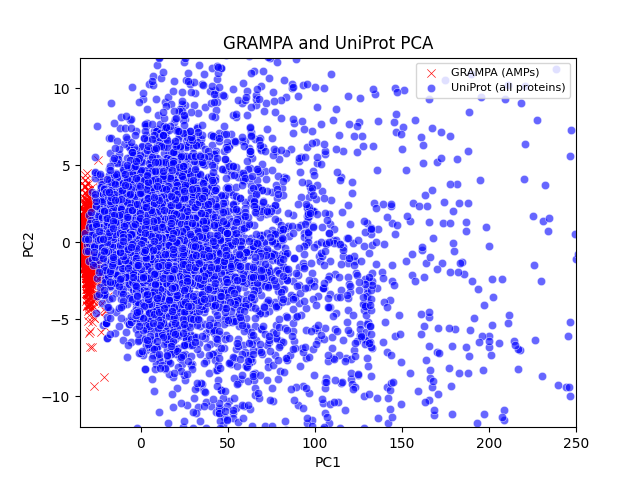 GRAMPA and UniProt PCA
GRAMPA (AMPs)
UniProt (all proteins)
10
5
0
−5
−10
PC2
0
50
100
150
200
250
PC1